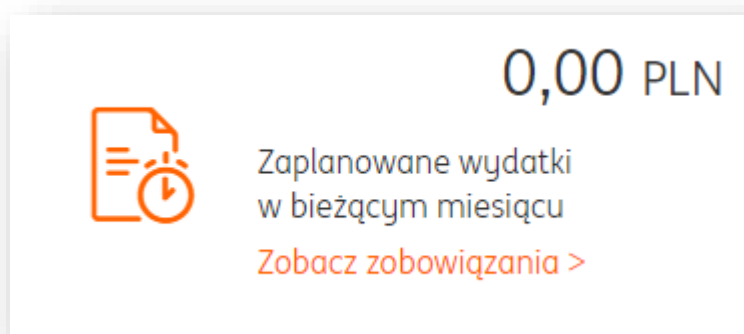 0,00 PLN
Zaplanowane wydatki
w bieżącym miesiącu
Zobacz zobowiązania >